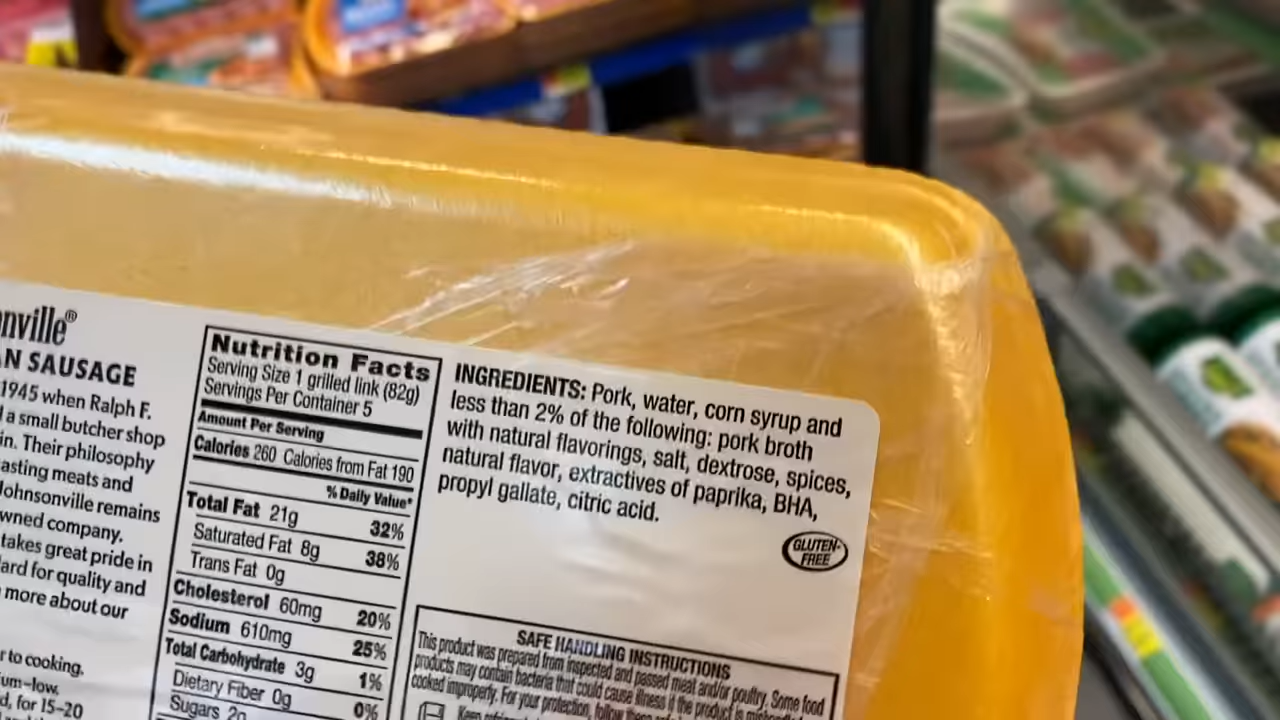 nville®
N SAUSAGE
1945 when Ralph F.
a small butcher shop
in. Their philosophy
asting meats and
Johnsonville remains
wned company.
takes great pride in
ard for quality and
more about our
r to cooking.
um-low.
d, for 15-20
Nutrition Facts
Serving Size 1 grilled link (82g)
Servings Per Container 5
Amount Per Serving
Calories 260 Calories from Fat 190
% Daily Value*
Total Fat 21g 32%
Saturated Fat 8g 38%
Trans Fat 0g
Cholesterol 60mg 20%
Sodium 610mg 25%
Total Carbohydrate 3g 1%
Dietary Fiber 0g 0%
Sugars 2g
INGREDIENTS: Pork, water, corn syrup and
less than 2% of the following: pork broth
with natural flavorings, salt, dextrose, spices,
natural flavor, extractives of paprika, BHA,
propyl gallate, citric acid.
GLUTEN-
FREE
SAFE HANDLING INSTRUCTIONS
This product was prepared from inspected and passed meat and/or poultry. Some food
products may contain bacteria that could cause illness if the product is mishandled
cooked improperly. For your protection, follow these